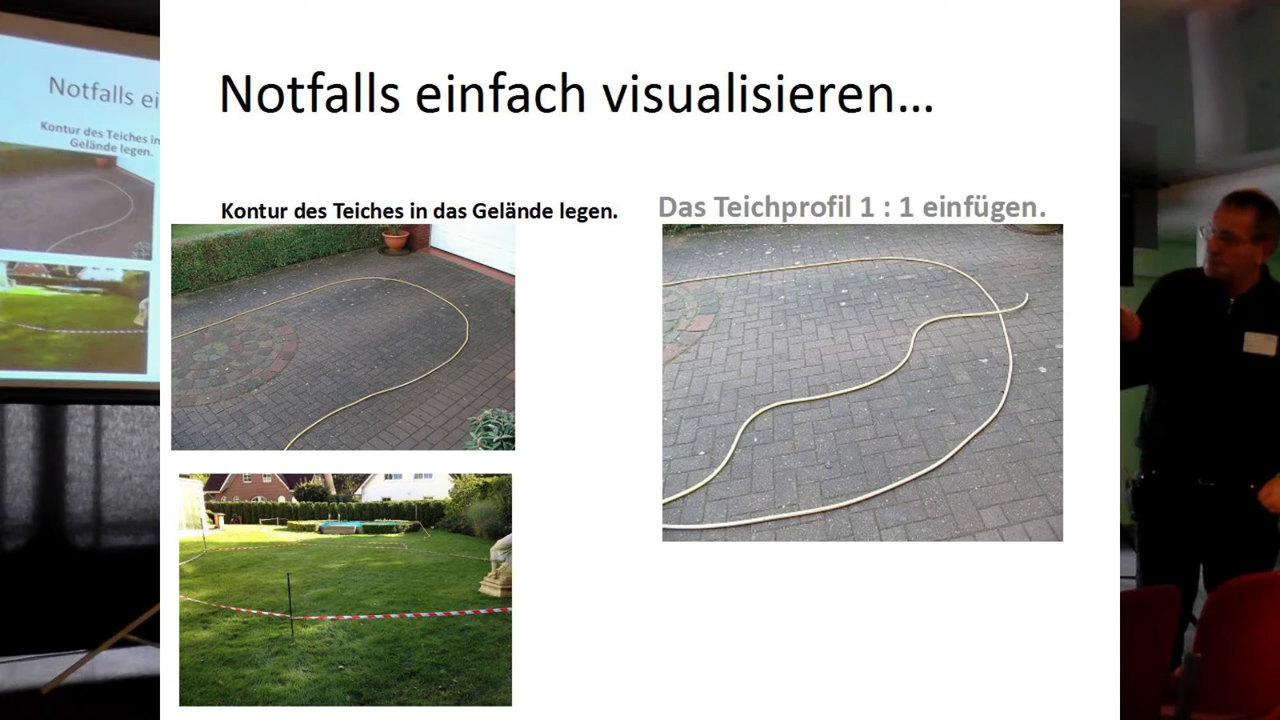 Notfalls einfach visualisieren...
Kontur des Teiches in das Gelände legen.
Das Teichprofil 1 : 1 einfügen.
Notfalls ei
Kontur des Teiches in
Gelände legen.